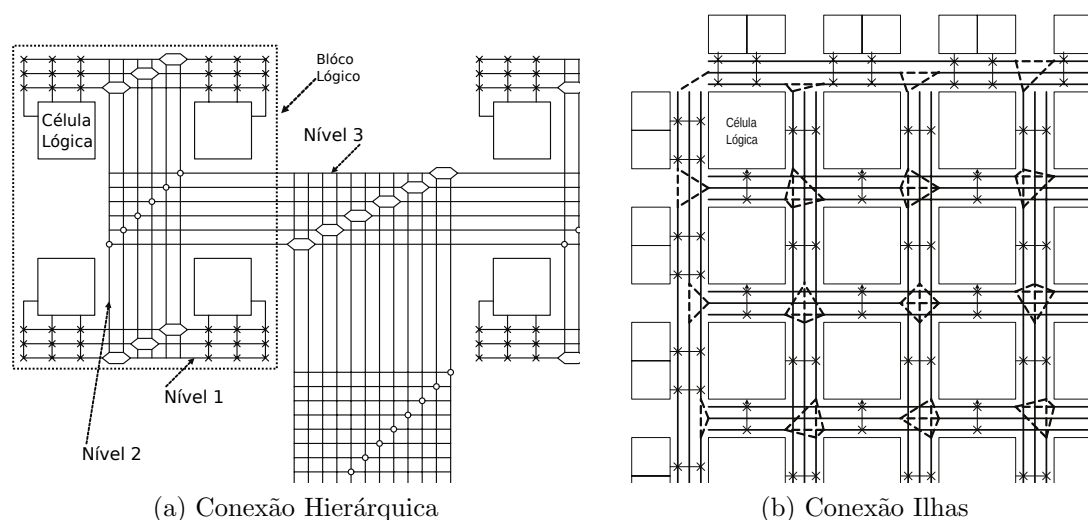 Blóco
Lógico
Célula
Lógica
Nível 3
Nível 1
Nível 2
(a) Conexão Hierárquica
Célula
Lógica
(b) Conexão Ilhas